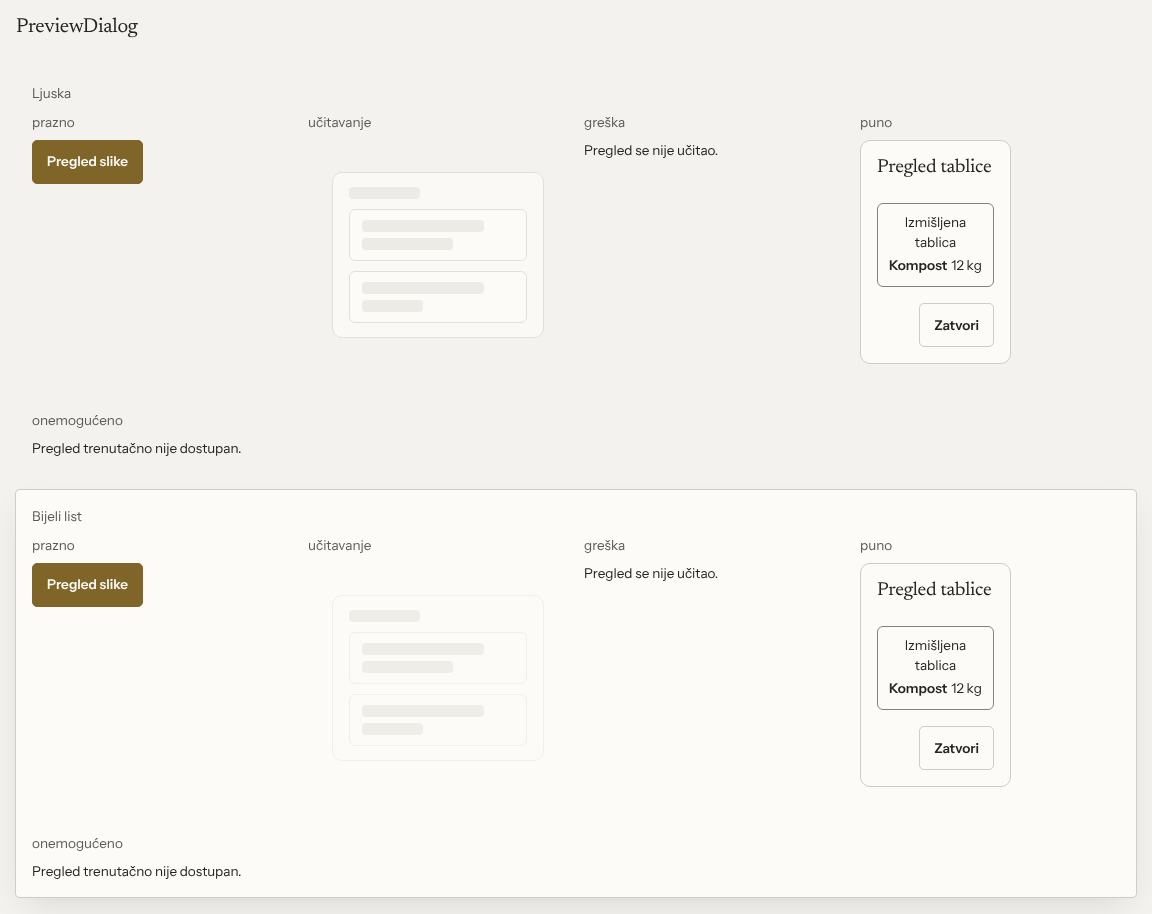 PreviewDialog
Ljuska
prazno
učitavanje
greška
puno
Pregled slike
Pregled se nije učitao.
Pregled tablice
Izmišljena
tablica
Kompost 12 kg
Zatvori
onemogućeno
Pregled trenutačno nije dostupan.
Bijeli list
prazno
učitavanje
greška
puno
Pregled slike
Pregled se nije učitao.
Pregled tablice
Izmišljena
tablica
Kompost 12 kg
Zatvori
onemogućeno
Pregled trenutačno nije dostupan.